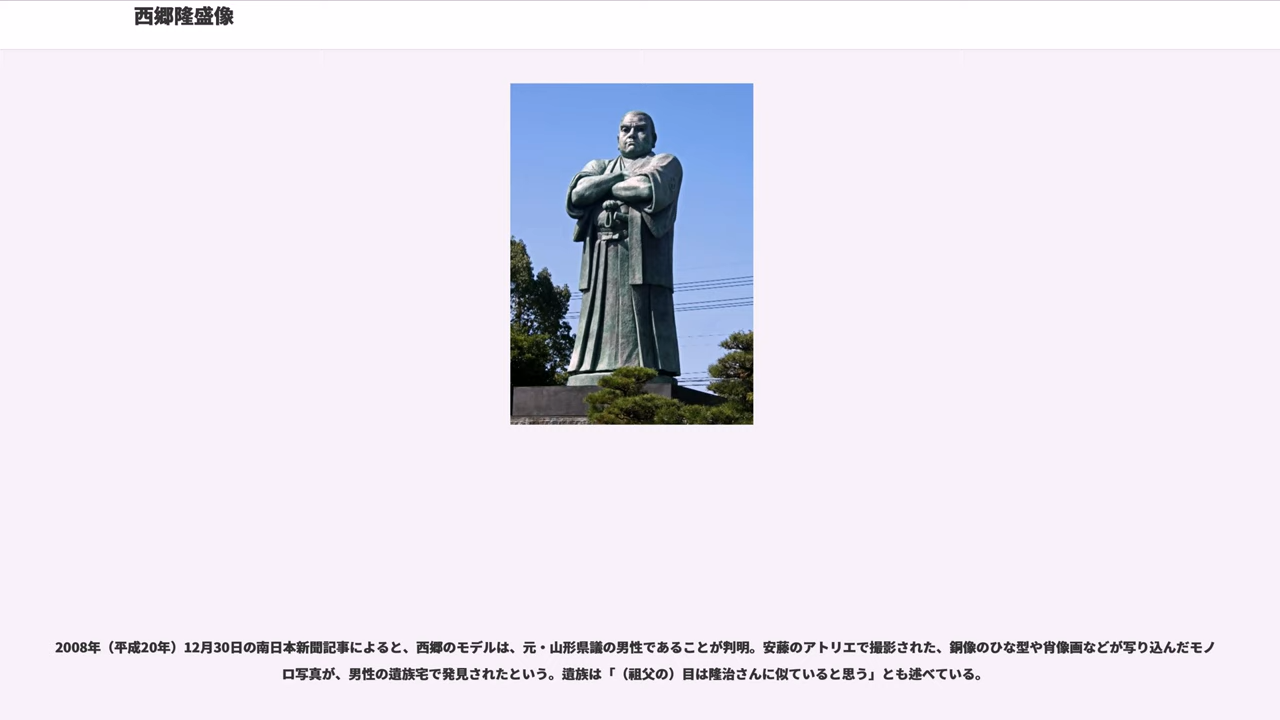 西郷隆盛像
2008年（平成20年）12月30日の南日本新聞記事によると、西郷のモデルは、元・山形県議の男性であることが判明。安藤のアトリエで撮影された、銅像のひな型や肖像画などが写り込んだモノ
ロ写真が、男性の遺族宅で発見されたという。遺族は「（祖父の）目は隆治さんに似ていると思う」とも述べている。